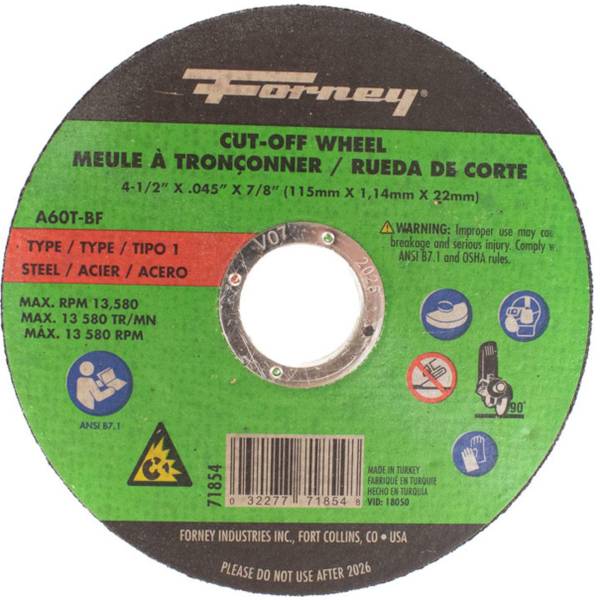 Forney®
CUT-OFF WHEEL
MEULE À TRONÇONNER / RUEDA DE CORTE
4-1/2" X .045" X 7/8" (115mm X 1,14mm X 22mm)
A60T-BF
TYPE / TYPE / TIPO 1
STEEL / ACIER / ACERO
MAX. RPM 13,580
MAX. 13 580 TR/MN
MÁX. 13 580 RPM
ANSI B7.1
V07
2026
WARNING: Improper use may
breakage and serious injury. Comply
ANSI B7.1 and OSHA rules.
90°
71854
0 32277 71854 8
MADE IN TURKEY
FABRIQUÉ EN TURQUIE
HECHO EN TURQUÍA
VID: 18050
FORNEY INDUSTRIES INC., FORT COLLINS, CO • USA
PLEASE DO NOT USE AFTER 2026